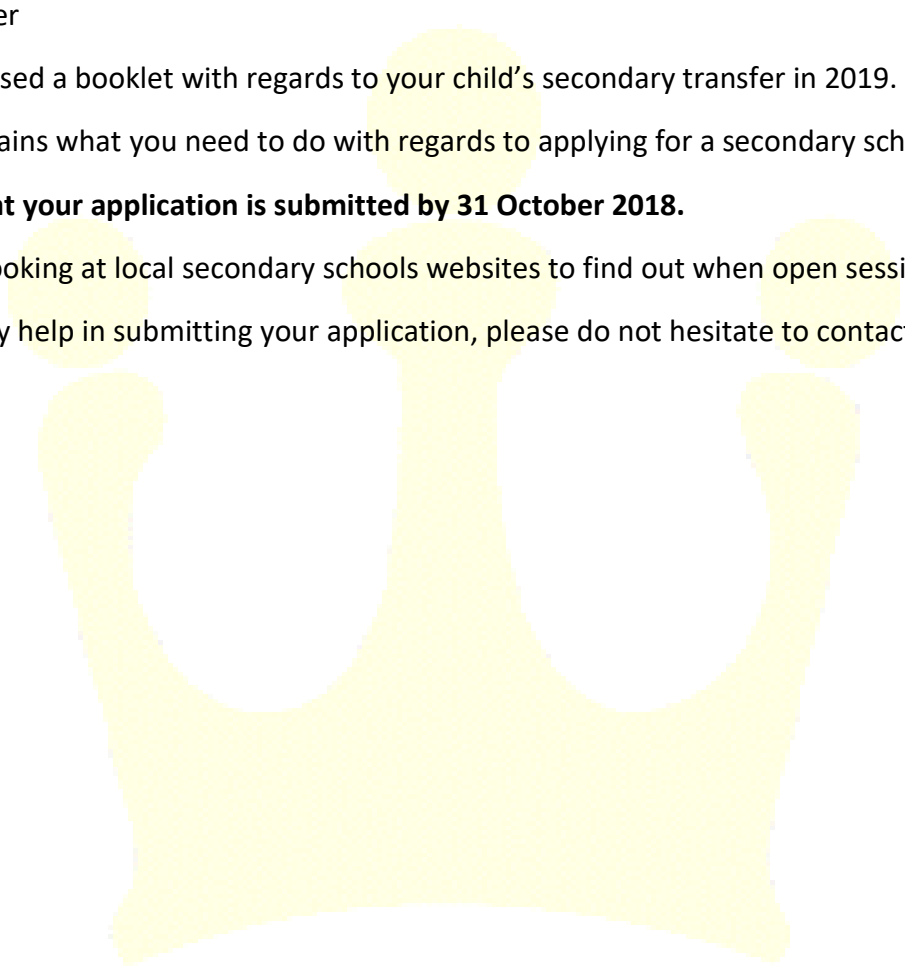 er
sed a booklet with regards to your child’s secondary transfer in 2019.
ains what you need to do with regards to applying for a secondary sch
t your application is submitted by 31 October 2018.
ooking at local secondary schools websites to find out when open sessi
y help in submitting your application, please do not hesitate to contact